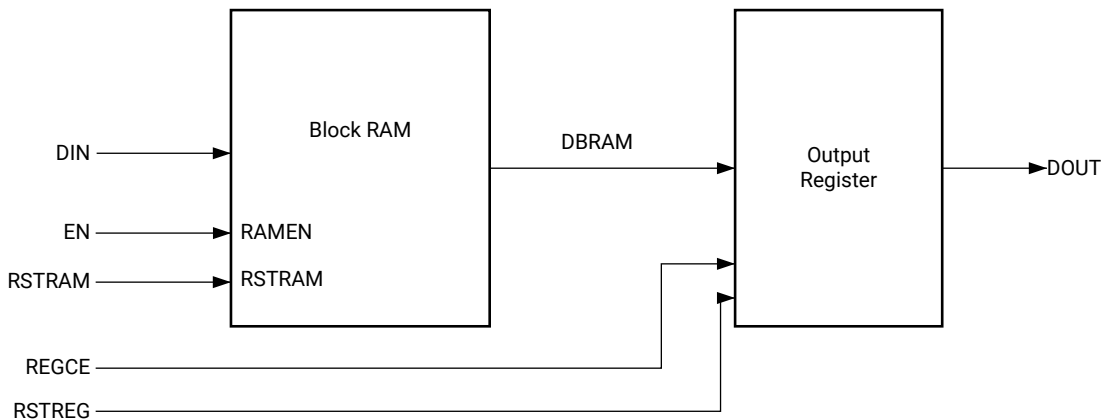 Block RAM
DIN
DBRAM
Output
Register
DOUT
EN
RAMEN
RSTRAM
RSTRAM
REGCE
RSTREG